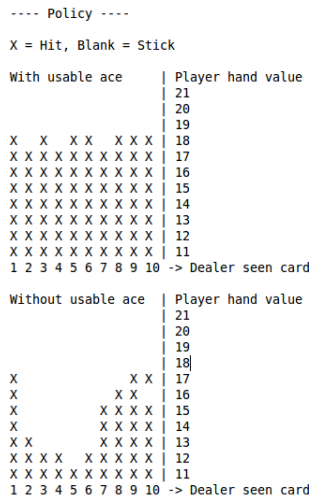 ---- Policy ----
X = Hit, Blank = Stick
With usable ace     | Player hand value
                    | 21
                    | 20
                    | 19
X   X   X X   X X X | 18
X X X X X X X X X X | 17
X X X X X X X X X X | 16
X X X X X X X X X X | 15
X X X X X X X X X X | 14
X X X X X X X X X X | 13
X X X X X X X X X X | 12
X X X X X X X X X X | 11
1 2 3 4 5 6 7 8 9 10 -> Dealer seen card
Without usable ace  | Player hand value
                    | 21
                    | 20
                    | 19
                    | 18
X               X X | 17
X             X X   | 16
X           X X X X | 15
X           X X X X | 14
X X         X X X X | 13
X X X X   X X X X X | 12
X X X X X X X X X X | 11
1 2 3 4 5 6 7 8 9 10 -> Dealer seen card